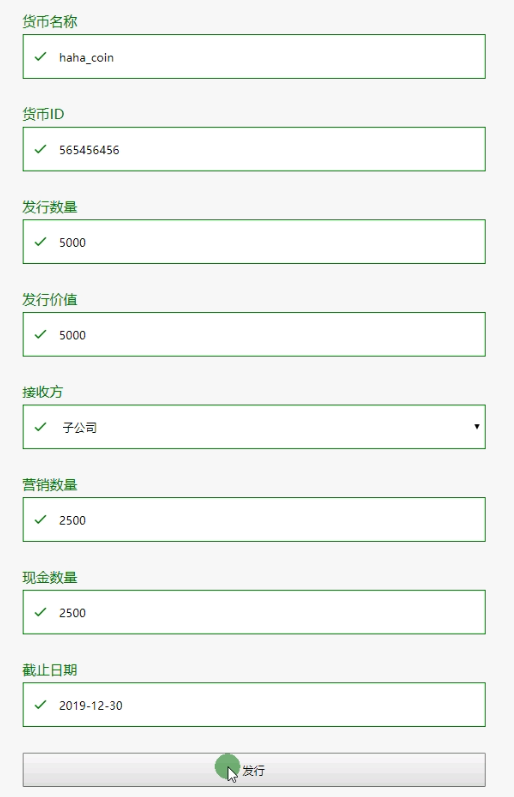 货币名称
haha_coin
货币ID
565456456
发行数量
5000
发行价值
5000
接收方
子公司
营销数量
2500
现金数量
2500
截止日期
2019-12-30
发行